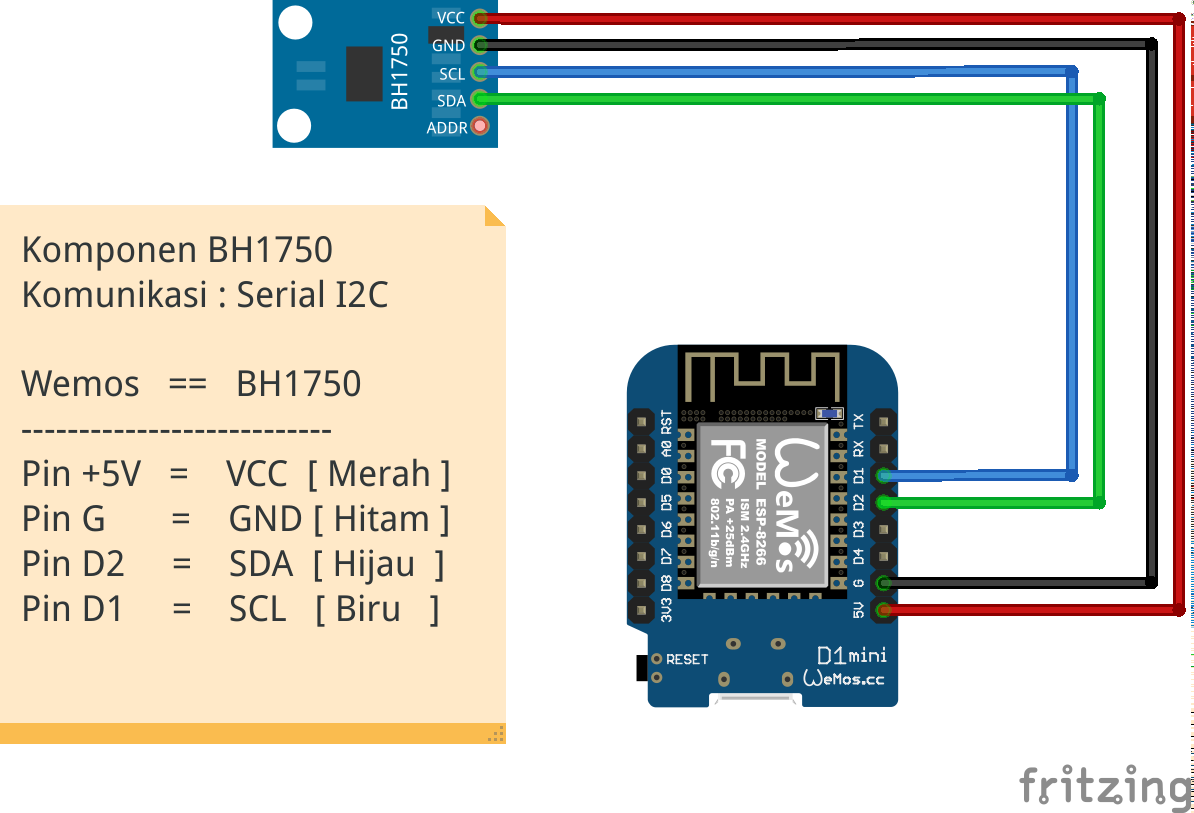 VCC
GND
SCL
SDA
ADDR
BH1750
Komponen BH1750
Komunikasi : Serial I2C
Wemos == BH1750
--------------------------
Pin +5V = VCC [ Merah ]
Pin G = GND [ Hitam ]
Pin D2 = SDA [ Hijau ]
Pin D1 = SCL [ Biru ]
RST
A0
D0
D5
D6
D7
D8
3V3
TX
RX
D1
D2
D3
D4
G
5V
WeMos
MODEL ESP-8266
ISM 2.4GHz
PA +25dBm
802.11b/g/n
FC
RESET
D1mini
WeMos.cc
fritzing